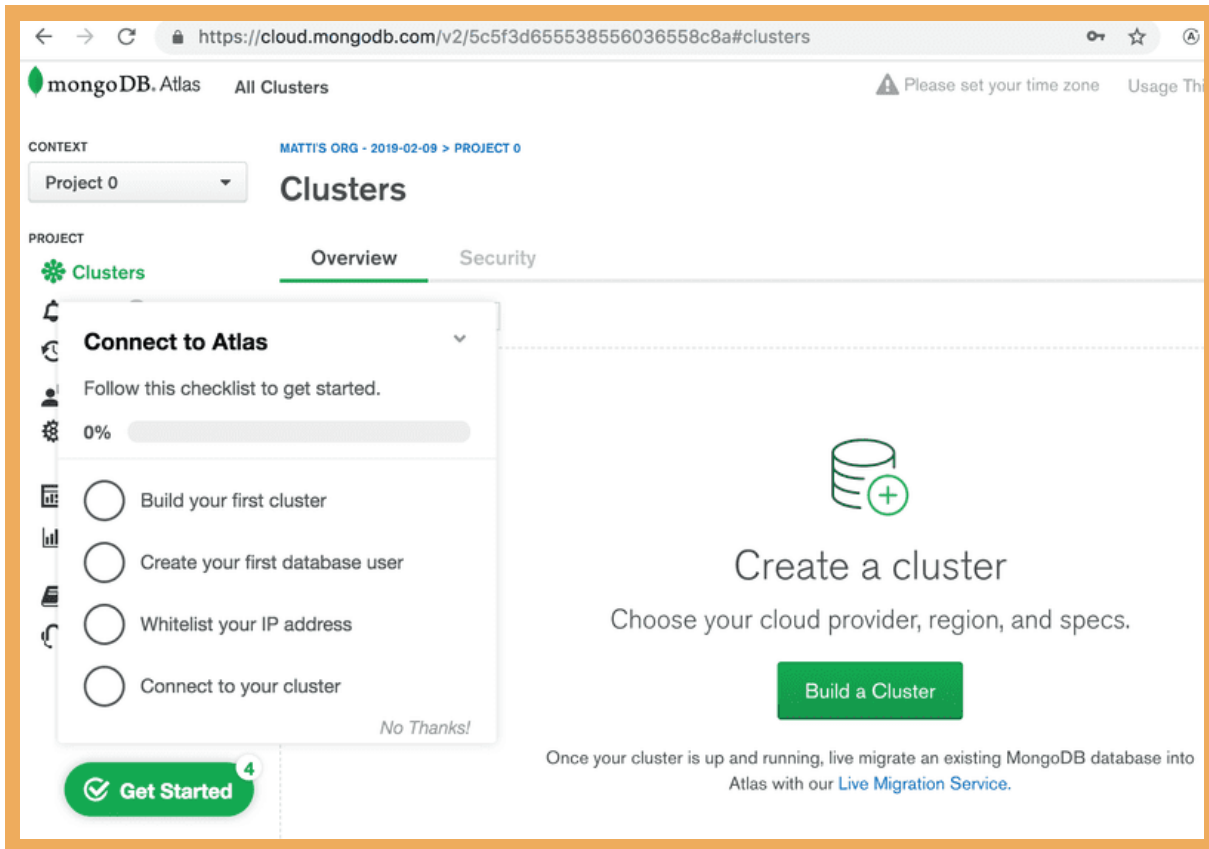 https://cloud.mongodb.com/v2/5c5f3d655538556036558c8a#clusters
mongoDB. Atlas
All Clusters
Please set your time zone
Usage Thi
CONTEXT
MATTI'S ORG - 2019-02-09 > PROJECT 0
Project 0
Clusters
PROJECT
Overview
Security
Clusters
Connect to Atlas
Follow this checklist to get started.
0%
Build your first cluster
Create your first database user
Whitelist your IP address
Connect to your cluster
No Thanks!
4
Get Started
Create a cluster
Choose your cloud provider, region, and specs.
Build a Cluster
Once your cluster is up and running, live migrate an existing MongoDB database into
Atlas with our Live Migration Service.